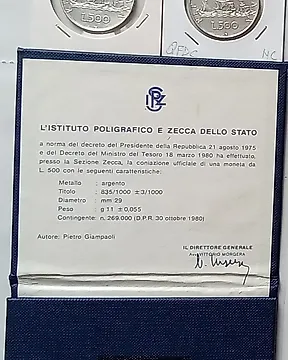 L.500
L.500
QFDC
NC
L'ISTITUTO POLIGRAFICO E ZECCA DELLO STATO
a norma del decreto del Presidente della Repubblica 21 agosto 1975
e del Decreto del Ministro del Tesoro 18 marzo 1980 ha effettuato,
presso la Sezione Zecca, la coniazione ufficiale di una moneta da
L. 500 con le seguenti caratteristiche:
Metallo : argento
Titolo : 835/1000 ±3/1000
Diametro : mm 29
Peso : g 11 ± 0,055
Contingente: n. 269.000 (D.P.R. 30 ottobre 1980)
Autore: Pietro Giampaoli
IL DIRETTORE GENERALE
Avv. VITTORIO MORGERA